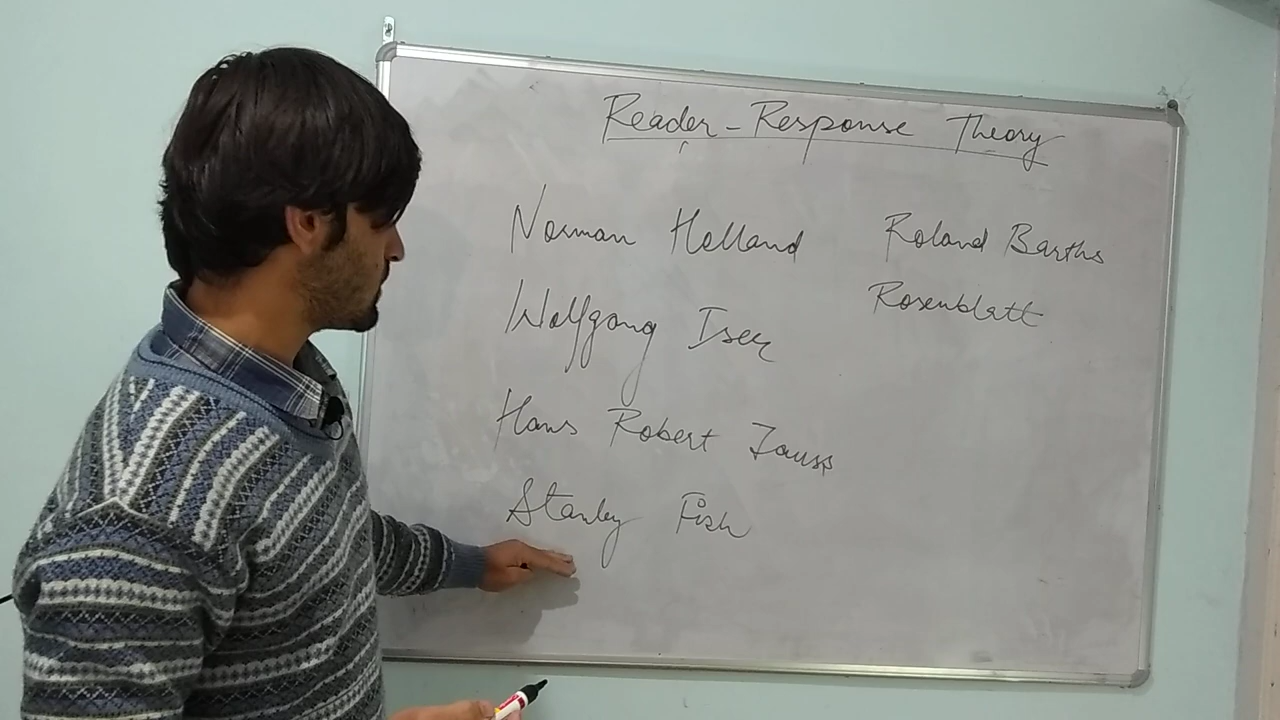 Reader-Response Theory
Norman Holland
Wolfgang Iser
Hans Robert Jauss
Stanley Fish
Roland Barths
Rosenblatt